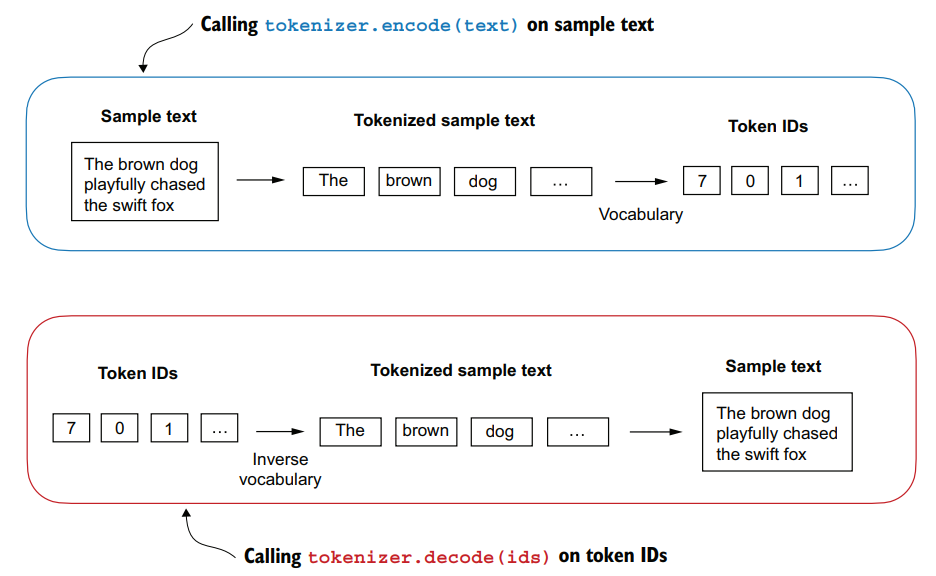 Calling tokenizer.encode(text) on sample text
Sample text
Tokenized sample text
Token IDs
The brown dog
playfully chased
the swift fox
The brown dog ...
7 0 1 ...
Vocabulary
Token IDs
Tokenized sample text
Sample text
7 0 1 ...
Inverse
vocabulary
The brown dog ...
The brown dog
playfully chased
the swift fox
Calling tokenizer.decode(ids) on token IDs